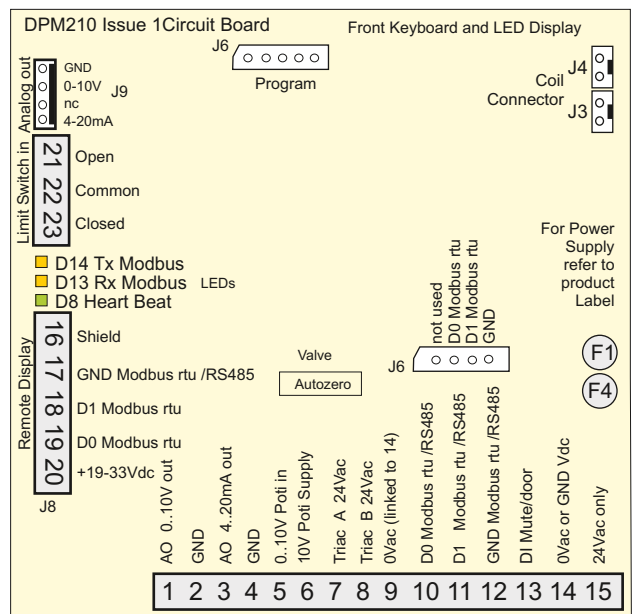 DPM210 Issue 1Circuit Board
Front Keyboard and LED Display
J6
Program
J4
Coil
Connector
J3
Analog out
GND
0-10V
nc
4-20mA
J9
Limit Switch in
21 Open
22 Common
23 Closed
D14 Tx Modbus
D13 Rx Modbus
D8 Heart Beat
LEDs
For Power
Supply
refer to
product
Label
F1
F4
Remote Display
16 Shield
17 GND Modbus rtu /RS485
18 D1 Modbus rtu
19 D0 Modbus rtu
20 +19-33Vdc
J8
Valve
Autozero
J6
not used
D0 Modbus rtu
D1 Modbus rtu
GND
AO 0..10V out
GND
AO 4..20mA out
GND
0..10V Poti in
10V Poti Supply
Triac A 24Vac
Triac B 24Vac
0Vac (linked to 14)
D0 Modbus rtu /RS485
D1 Modbus rtu /RS485
GND Modbus rtu /RS485
DI Mute/door
0Vac or GND Vdc
24Vac only
1 2 3 4 5 6 7 8 9 10 11 12 13 14 15